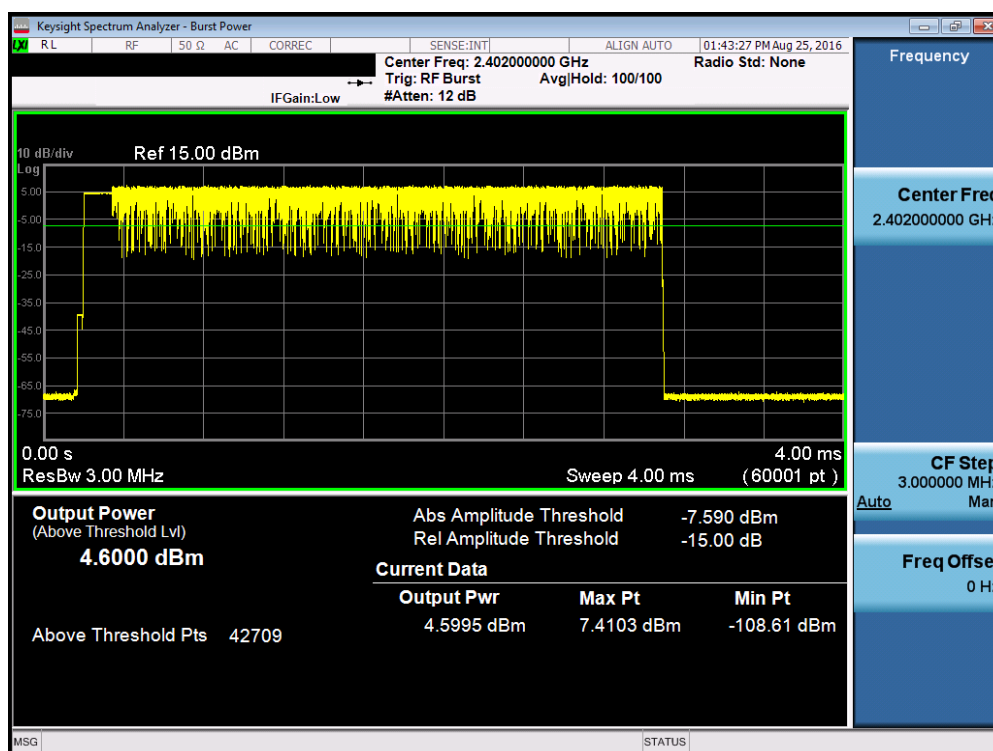 Keysight Spectrum Analyzer - Burst Power
LXI RL RF 50 Ω AC CORREC SENSE:INT ALIGN AUTO 01:43:27 PM Aug 25, 2016
Center Freq: 2.402000000 GHz Radio Std: None
Trig: RF Burst Avg|Hold: 100/100
IFGain:Low #Atten: 12 dB
10 dB/div Ref 15.00 dBm
Log
5.00
-5.00
-15.0
-25.0
-35.0
-45.0
-55.0
-65.0
-75.0
0.00 s 4.00 ms
ResBw 3.00 MHz Sweep 4.00 ms (60001 pt)
Output Power
(Above Threshold Lvl)
4.6000 dBm
Above Threshold Pts 42709
Abs Amplitude Threshold -7.590 dBm
Rel Amplitude Threshold -15.00 dB
Current Data
Output Pwr Max Pt Min Pt
4.5995 dBm 7.4103 dBm -108.61 dBm
MSG STATUS
Frequency
Center Freq
2.402000000 GHz
CF Step
3.000000 MHz
Auto Man
Freq Offset
0 Hz